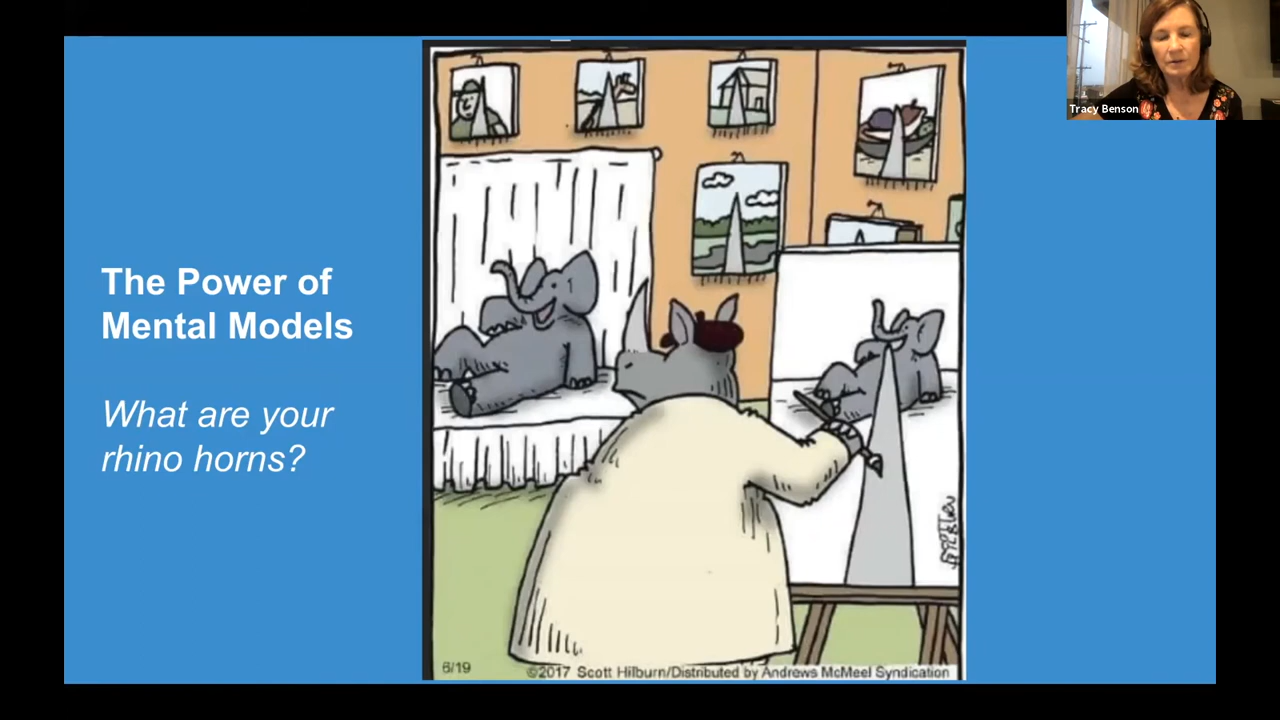 Tracy Benson
The Power of
Mental Models
What are your
rhino horns?
6/19
©2017 Scott Hilburn/Distributed by Andrews McMeel Syndication